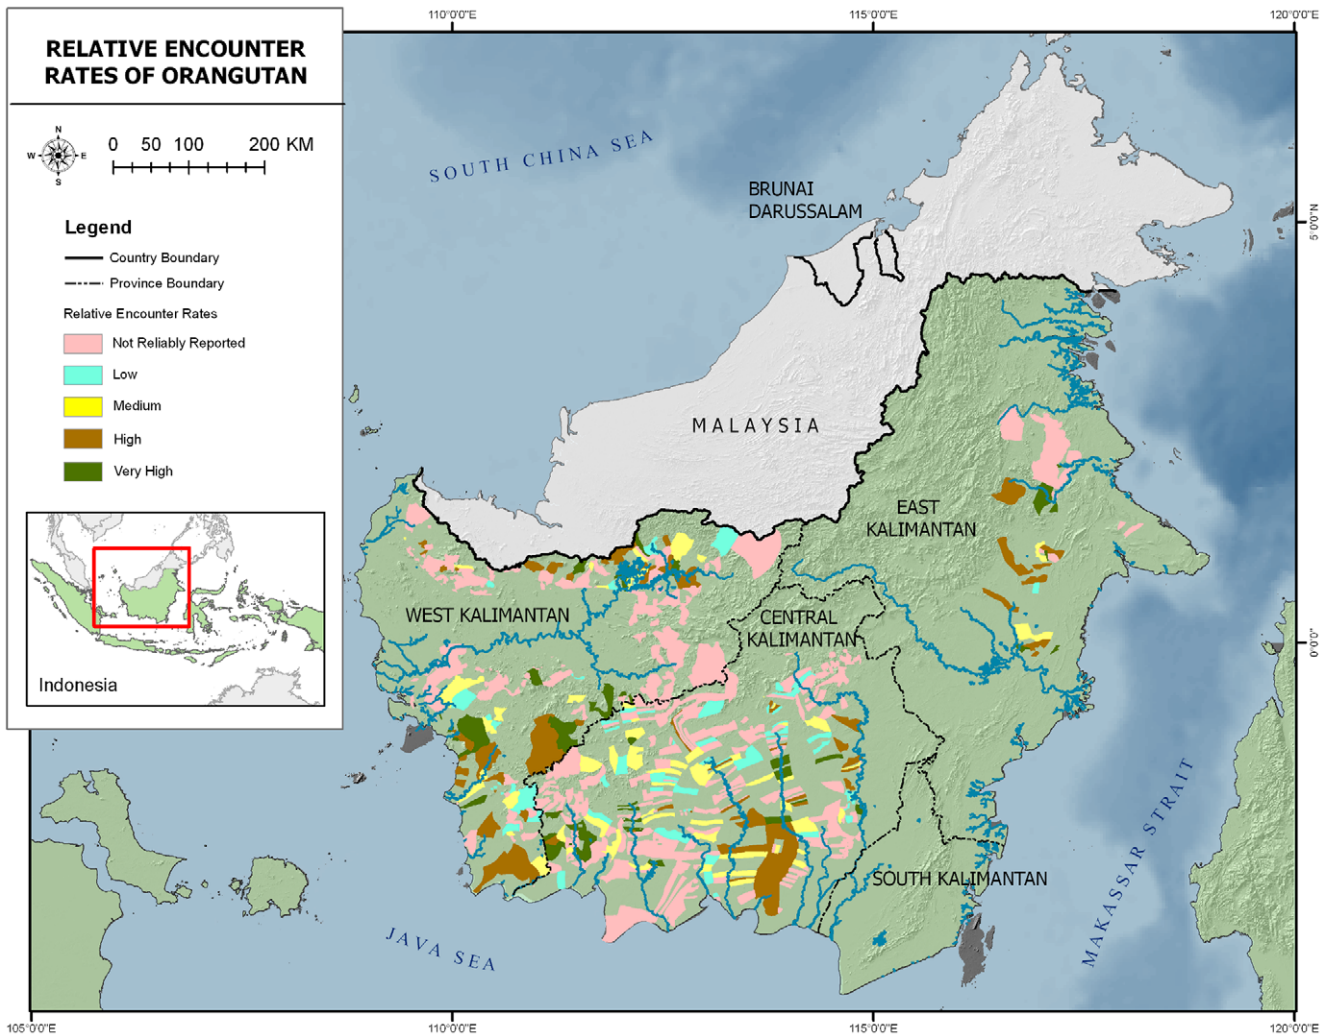 RELATIVE ENCOUNTER
RATES OF ORANGUTAN
N
W
E
S
0 50 100 200 KM
Legend
Country Boundary
Province Boundary
Relative Encounter Rates
Not Reliably Reported
Low
Medium
High
Very High
Indonesia
110°0'0"E
115°0'0"E
120°0'0"E
SOUTH CHINA SEA
BRUNAI
DARUSSALAM
5°0'0"N
MALAYSIA
EAST
KALIMANTAN
WEST KALIMANTAN
CENTRAL
KALIMANTAN
0°0'0"
SOUTH KALIMANTAN
MAKASSAR STRAIT
JAVA SEA
105°0'0"E
110°0'0"E
115°0'0"E
120°0'0"E